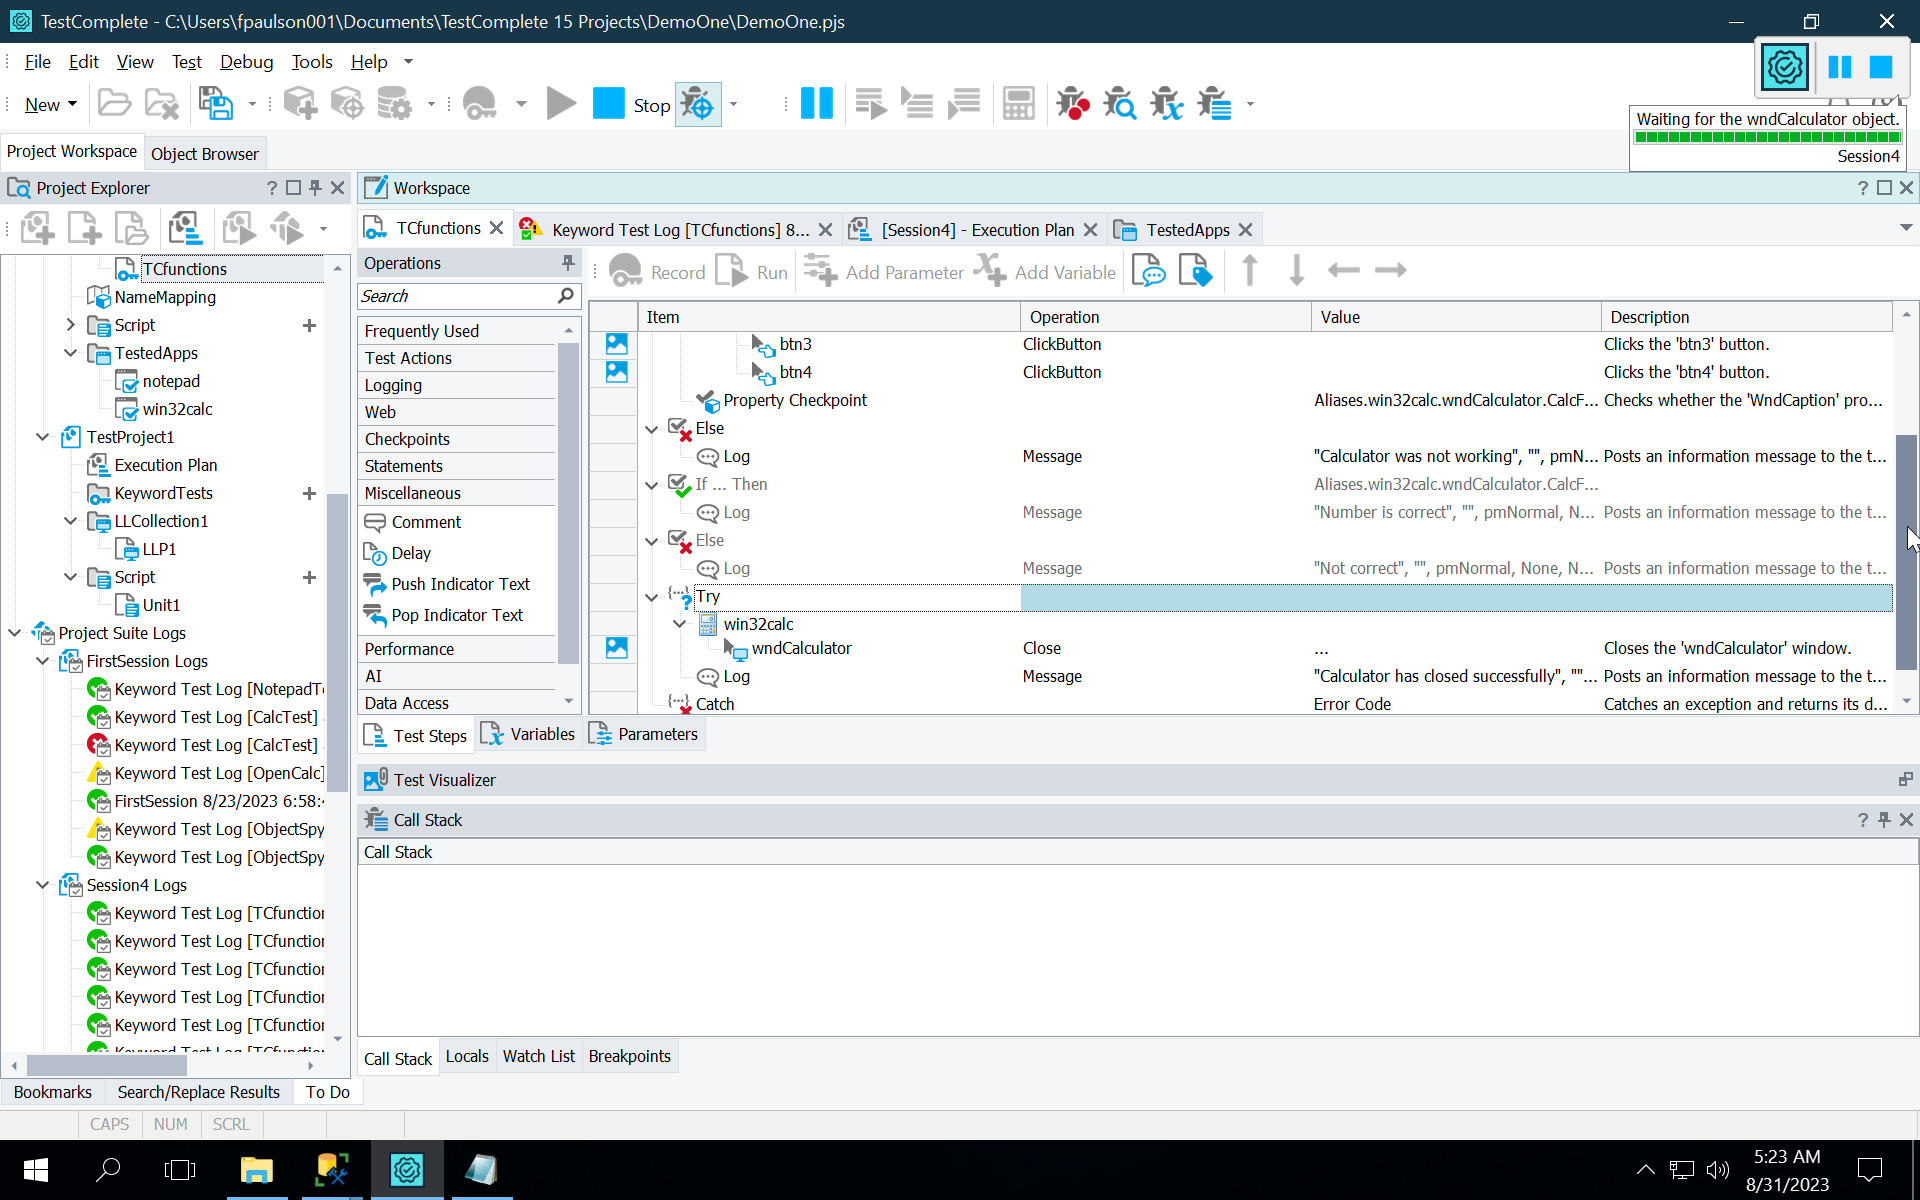 TestComplete - C:\Users\fpaulson001\Documents\TestComplete 15 Projects\DemoOne\DemoOne.pjs
File Edit View Test Debug Tools Help
New Stop
Waiting for the wndCalculator object.
Session4
Project Workspace Object Browser
Project Explorer
Workspace
TCfunctions
Keyword Test Log [TCfunctions] 8...
[Session4] - Execution Plan
TestedApps
Operations
Search
Record Run Add Parameter Add Variable
Frequently Used
Test Actions
Logging
Web
Checkpoints
Statements
Miscellaneous
Comment
Delay
Push Indicator Text
Pop Indicator Text
Performance
AI
Data Access
Item Operation Value Description
btn3 ClickButton Clicks the 'btn3' button.
btn4 ClickButton Clicks the 'btn4' button.
Property Checkpoint Aliases.win32calc.wndCalculator.CalcF... Checks whether the 'WndCaption' pro...
Else
Log Message "Calculator was not working", "", pmN... Posts an information message to the t...
If ... Then Aliases.win32calc.wndCalculator.CalcF...
Log Message "Number is correct", "", pmNormal, N... Posts an information message to the t...
Else
Log Message "Not correct", "", pmNormal, None, N... Posts an information message to the t...
Try
win32calc
wndCalculator Close ... Closes the 'wndCalculator' window.
Log Message "Calculator has closed successfully", ""... Posts an information message to the t...
Catch Error Code Catches an exception and returns its d...
Test Steps Variables Parameters
TCfunctions
NameMapping
Script
TestedApps
notepad
win32calc
TestProject1
Execution Plan
KeywordTests
LLCollection1
LLP1
Script
Unit1
Project Suite Logs
FirstSession Logs
Keyword Test Log [NotepadT
Keyword Test Log [CalcTest]
Keyword Test Log [CalcTest]
Keyword Test Log [OpenCalc]
FirstSession 8/23/2023 6:58:
Keyword Test Log [ObjectSpy
Keyword Test Log [ObjectSpy
Session4 Logs
Keyword Test Log [TCfunction
Keyword Test Log [TCfunction
Keyword Test Log [TCfunction
Keyword Test Log [TCfunction
Keyword Test Log [TCfunction
Test Visualizer
Call Stack
Call Stack
Call Stack Locals Watch List Breakpoints
Bookmarks Search/Replace Results To Do
CAPS NUM SCRL
5:23 AM
8/31/2023